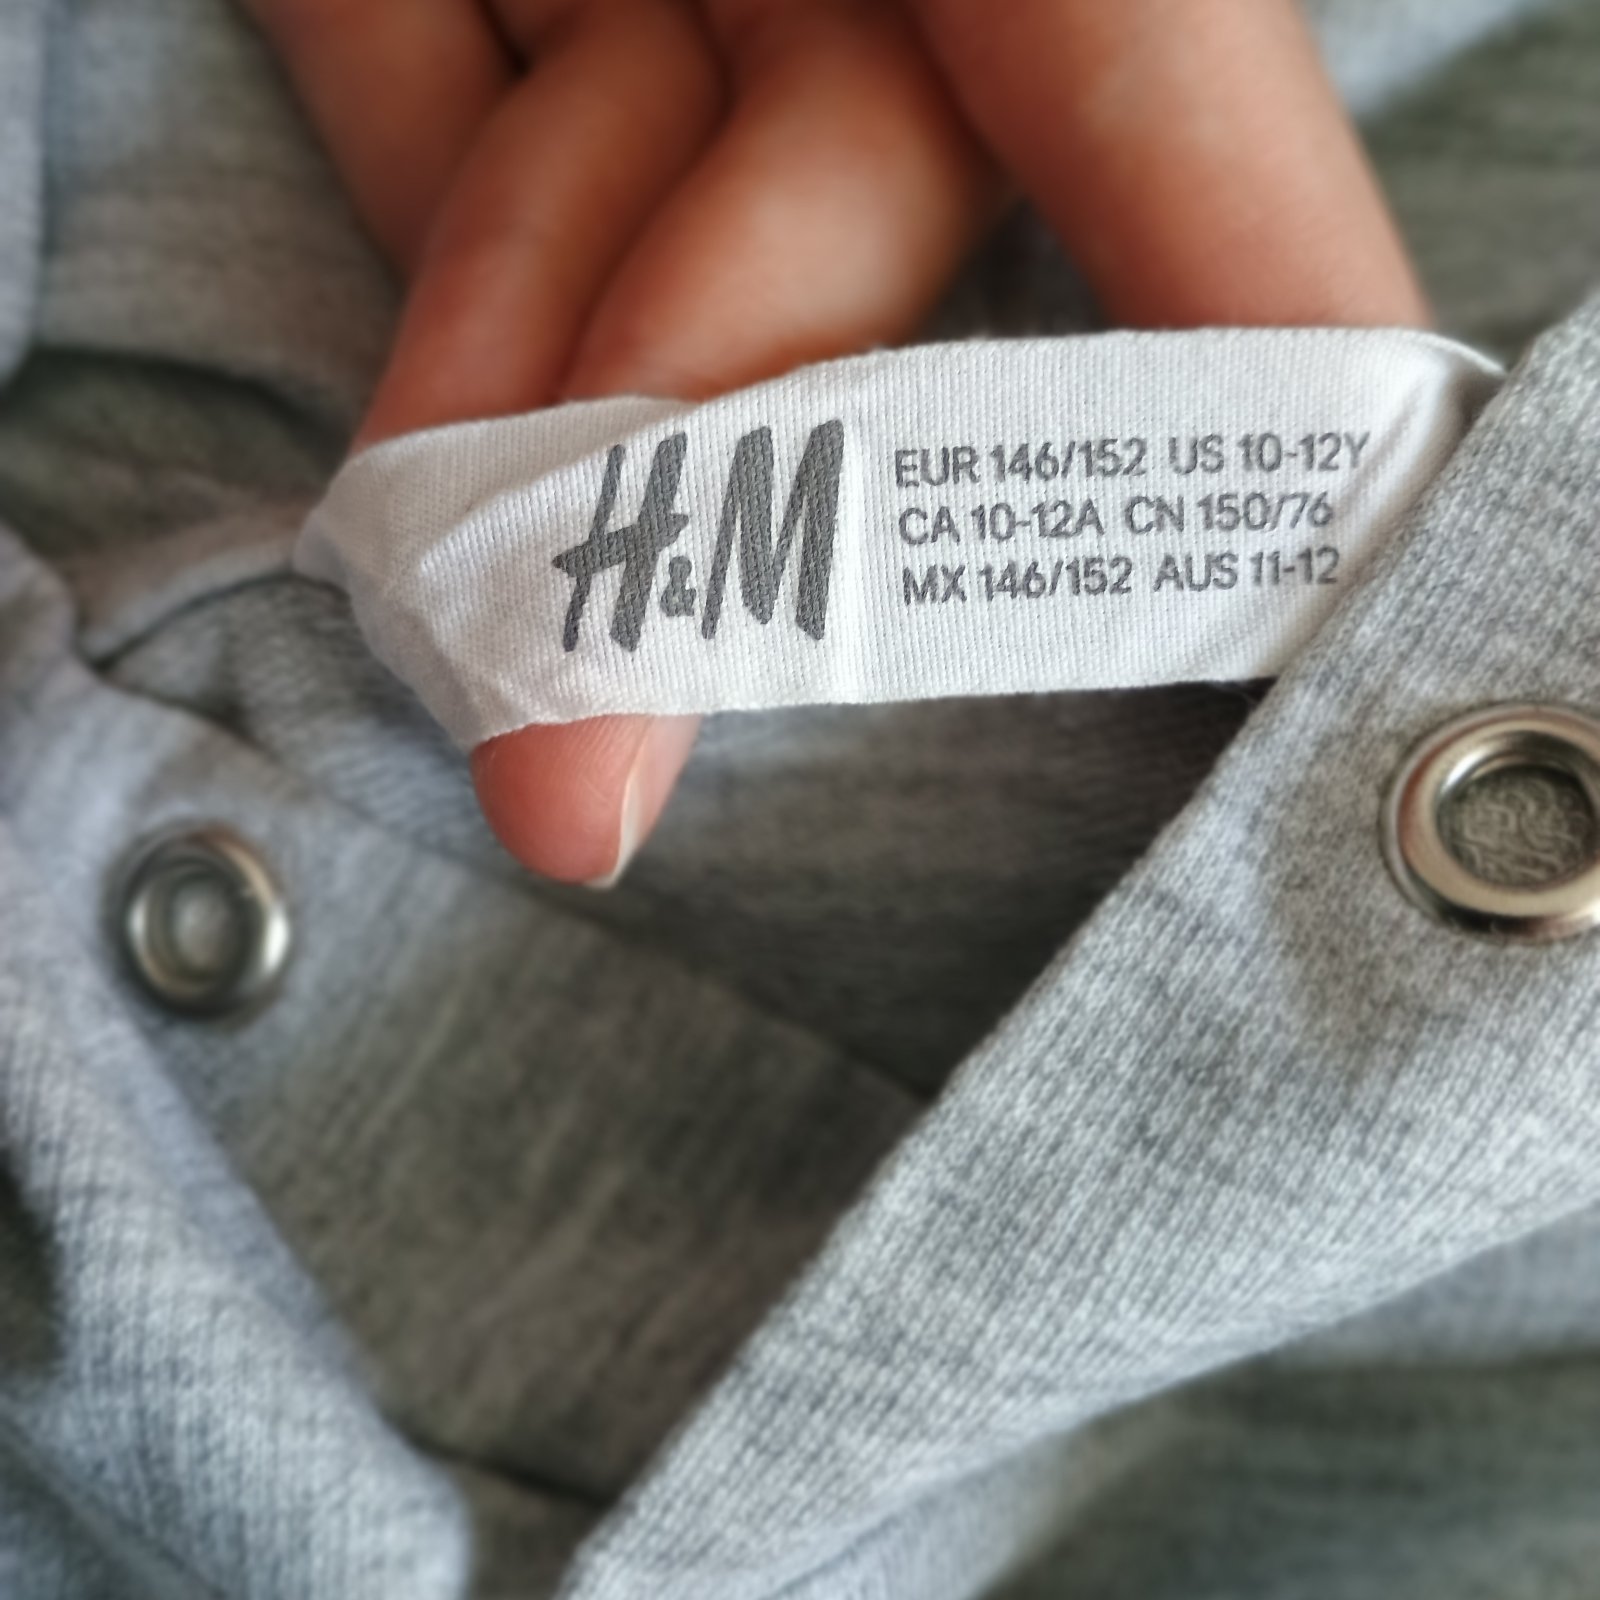 H&M
EUR 146/152 US 10-12Y
CA 10-12A CN 150/76
MX 146/152 AUS 11-12